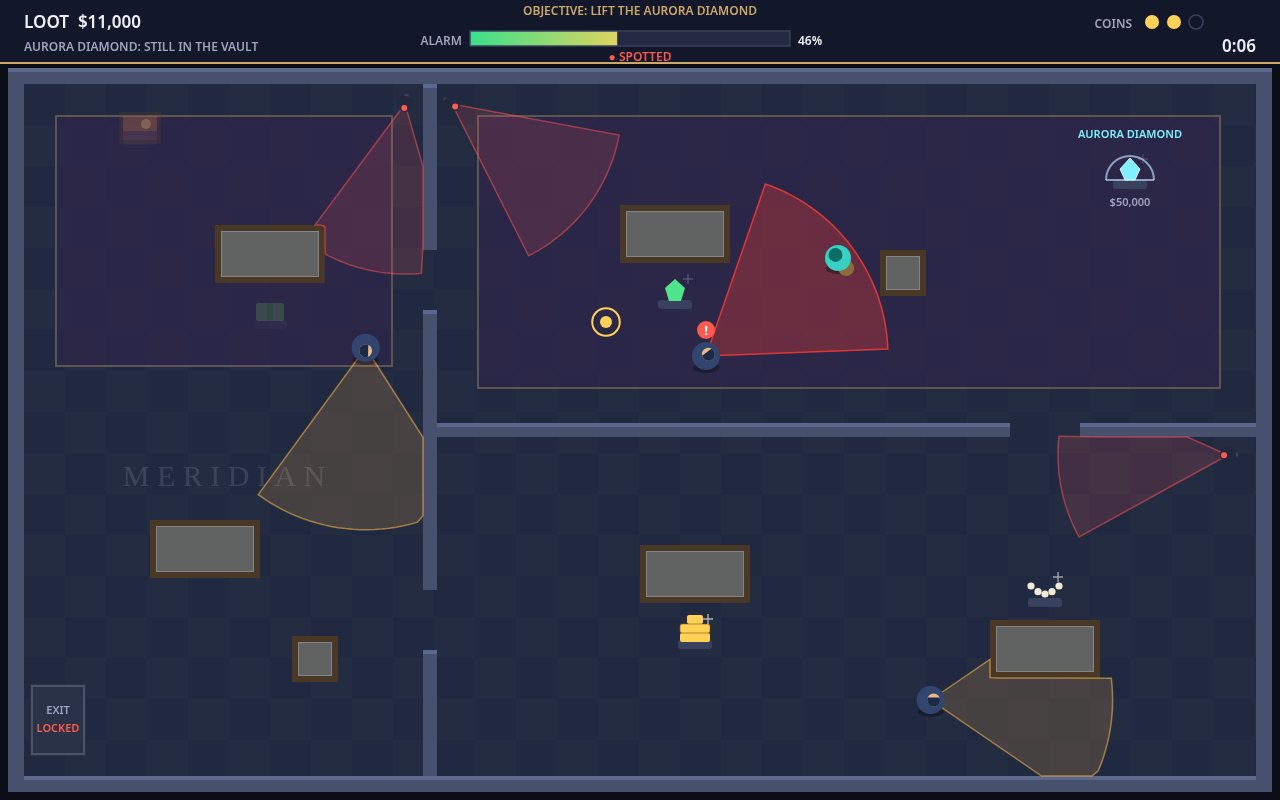 LOOT $11,000
AURORA DIAMOND: STILL IN THE VAULT
OBJECTIVE: LIFT THE AURORA DIAMOND
ALARM
46%
● SPOTTED
COINS
0:06
AURORA DIAMOND
$50,000
!
MERIDIAN
EXIT
LOCKED